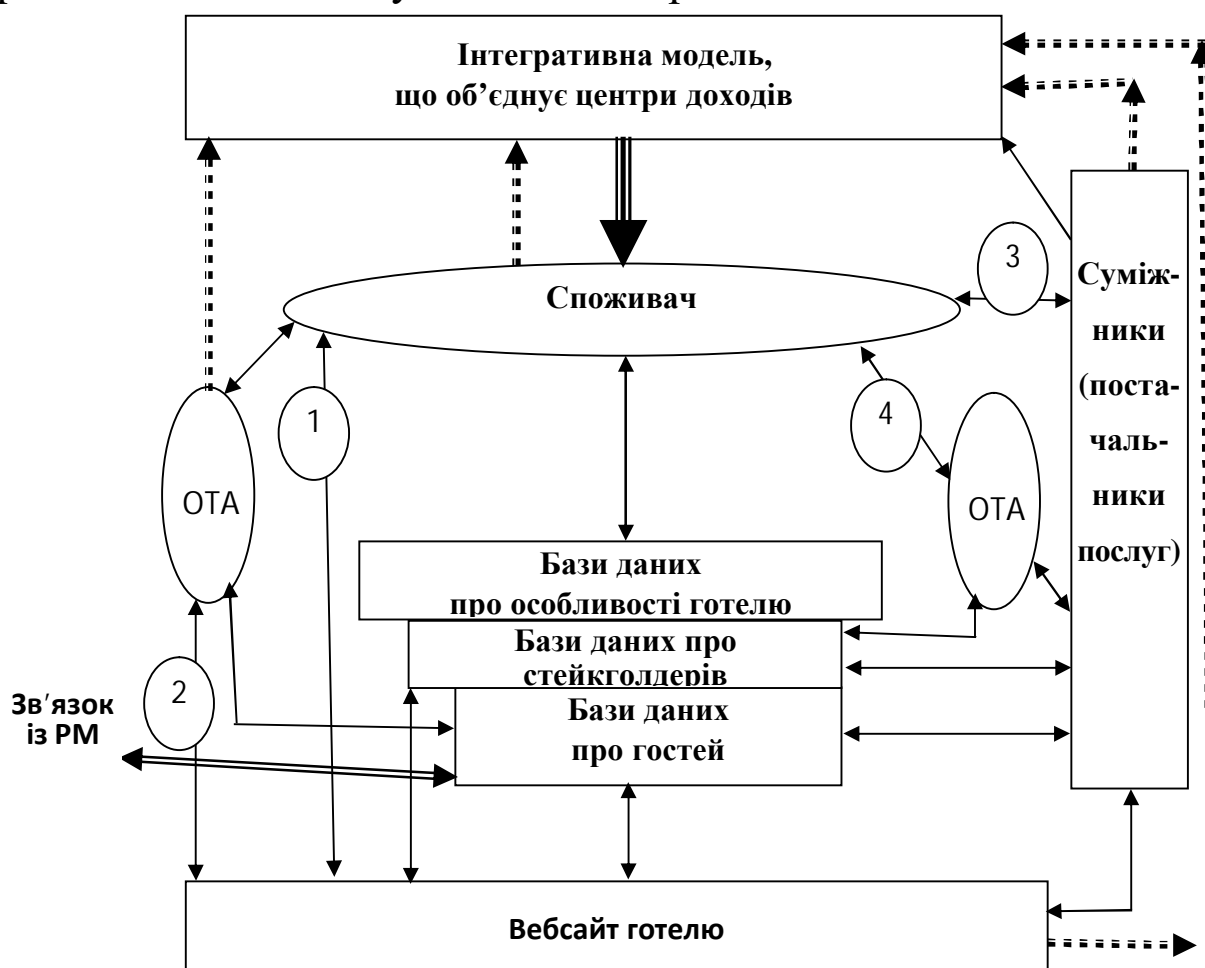 Інтегративна модель,
що об’єднує центри доходів
Споживач
3
Суміж-
ники
(поста-
чаль-
ники
послуг)
1
4
ОТА
ОТА
Бази даних
про особливості готелю
Бази даних про
стейкголдерів
Бази даних
про гостей
2
Зв′язок
із РМ
Вебсайт готелю